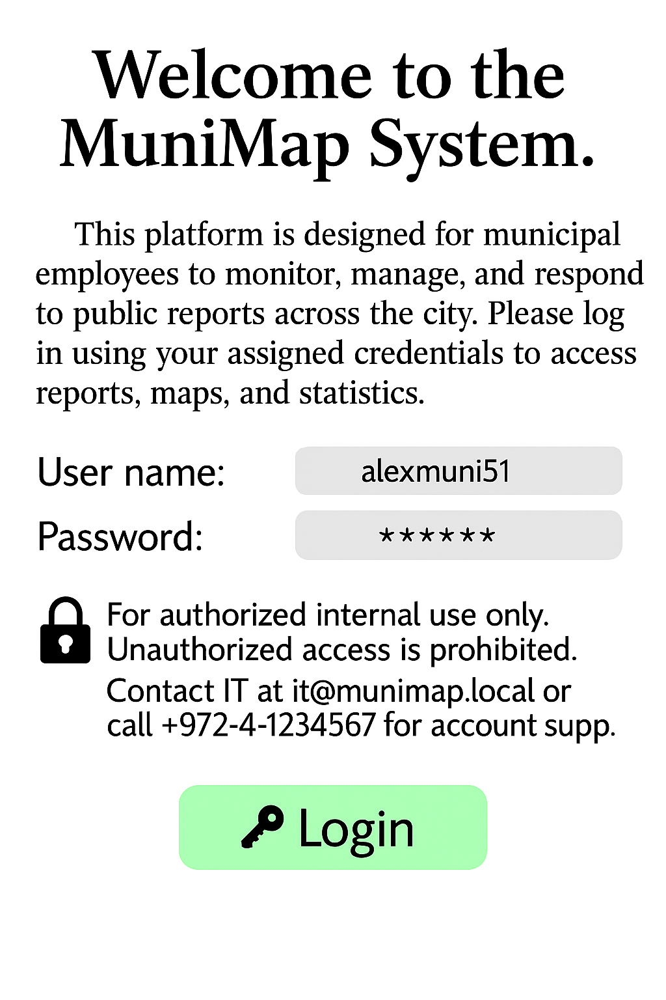 Welcome to the
MuniMap System.
This platform is designed for municipal
employees to monitor, manage, and respond
to public reports across the city. Please log
in using your assigned credentials to access
reports, maps, and statistics.
User name: alexmuni51
Password: ******
For authorized internal use only.
Unauthorized access is prohibited.
Contact IT at it@munimap.local or
call +972-4-1234567 for account supp.
Login